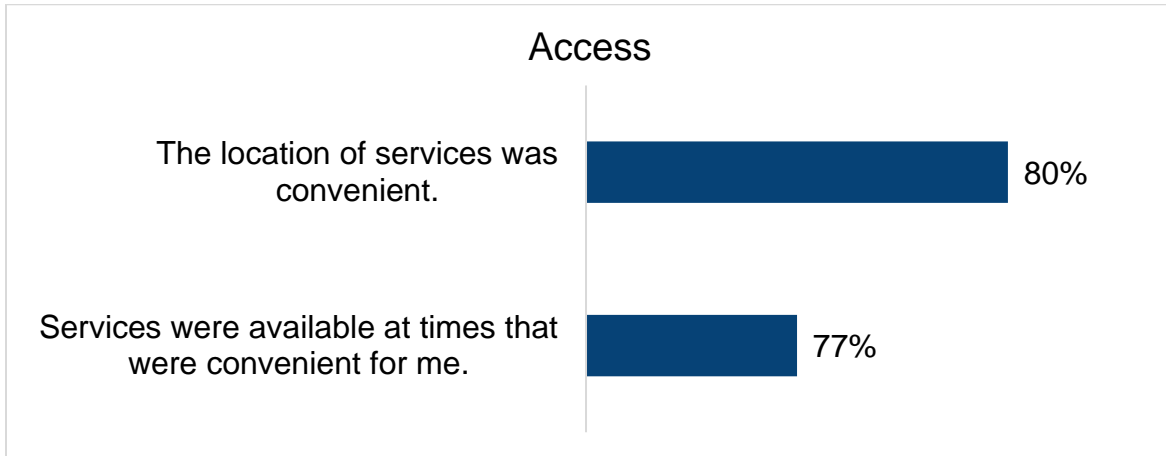 Access
The location of services was
convenient.
80%
Services were available at times that
were convenient for me.
77%